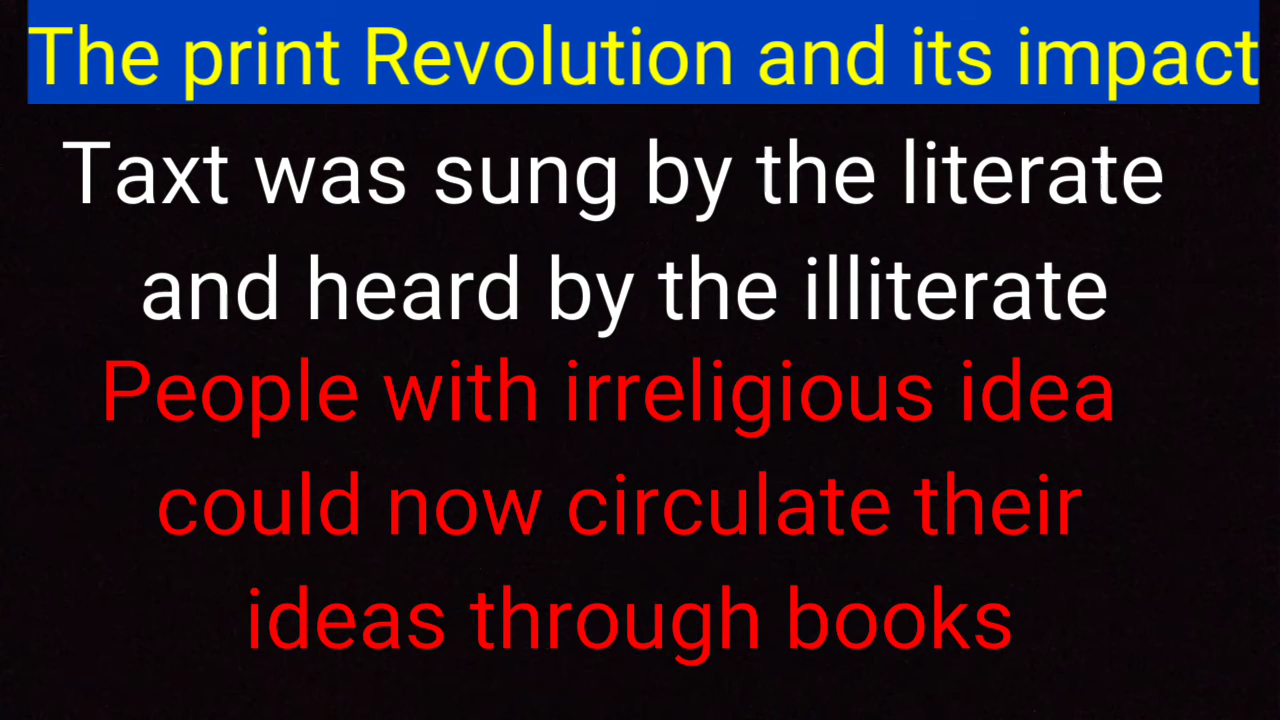 The print Revolution and its impact
Taxt was sung by the literate
and heard by the illiterate
People with irreligious idea
could now circulate their
ideas through books